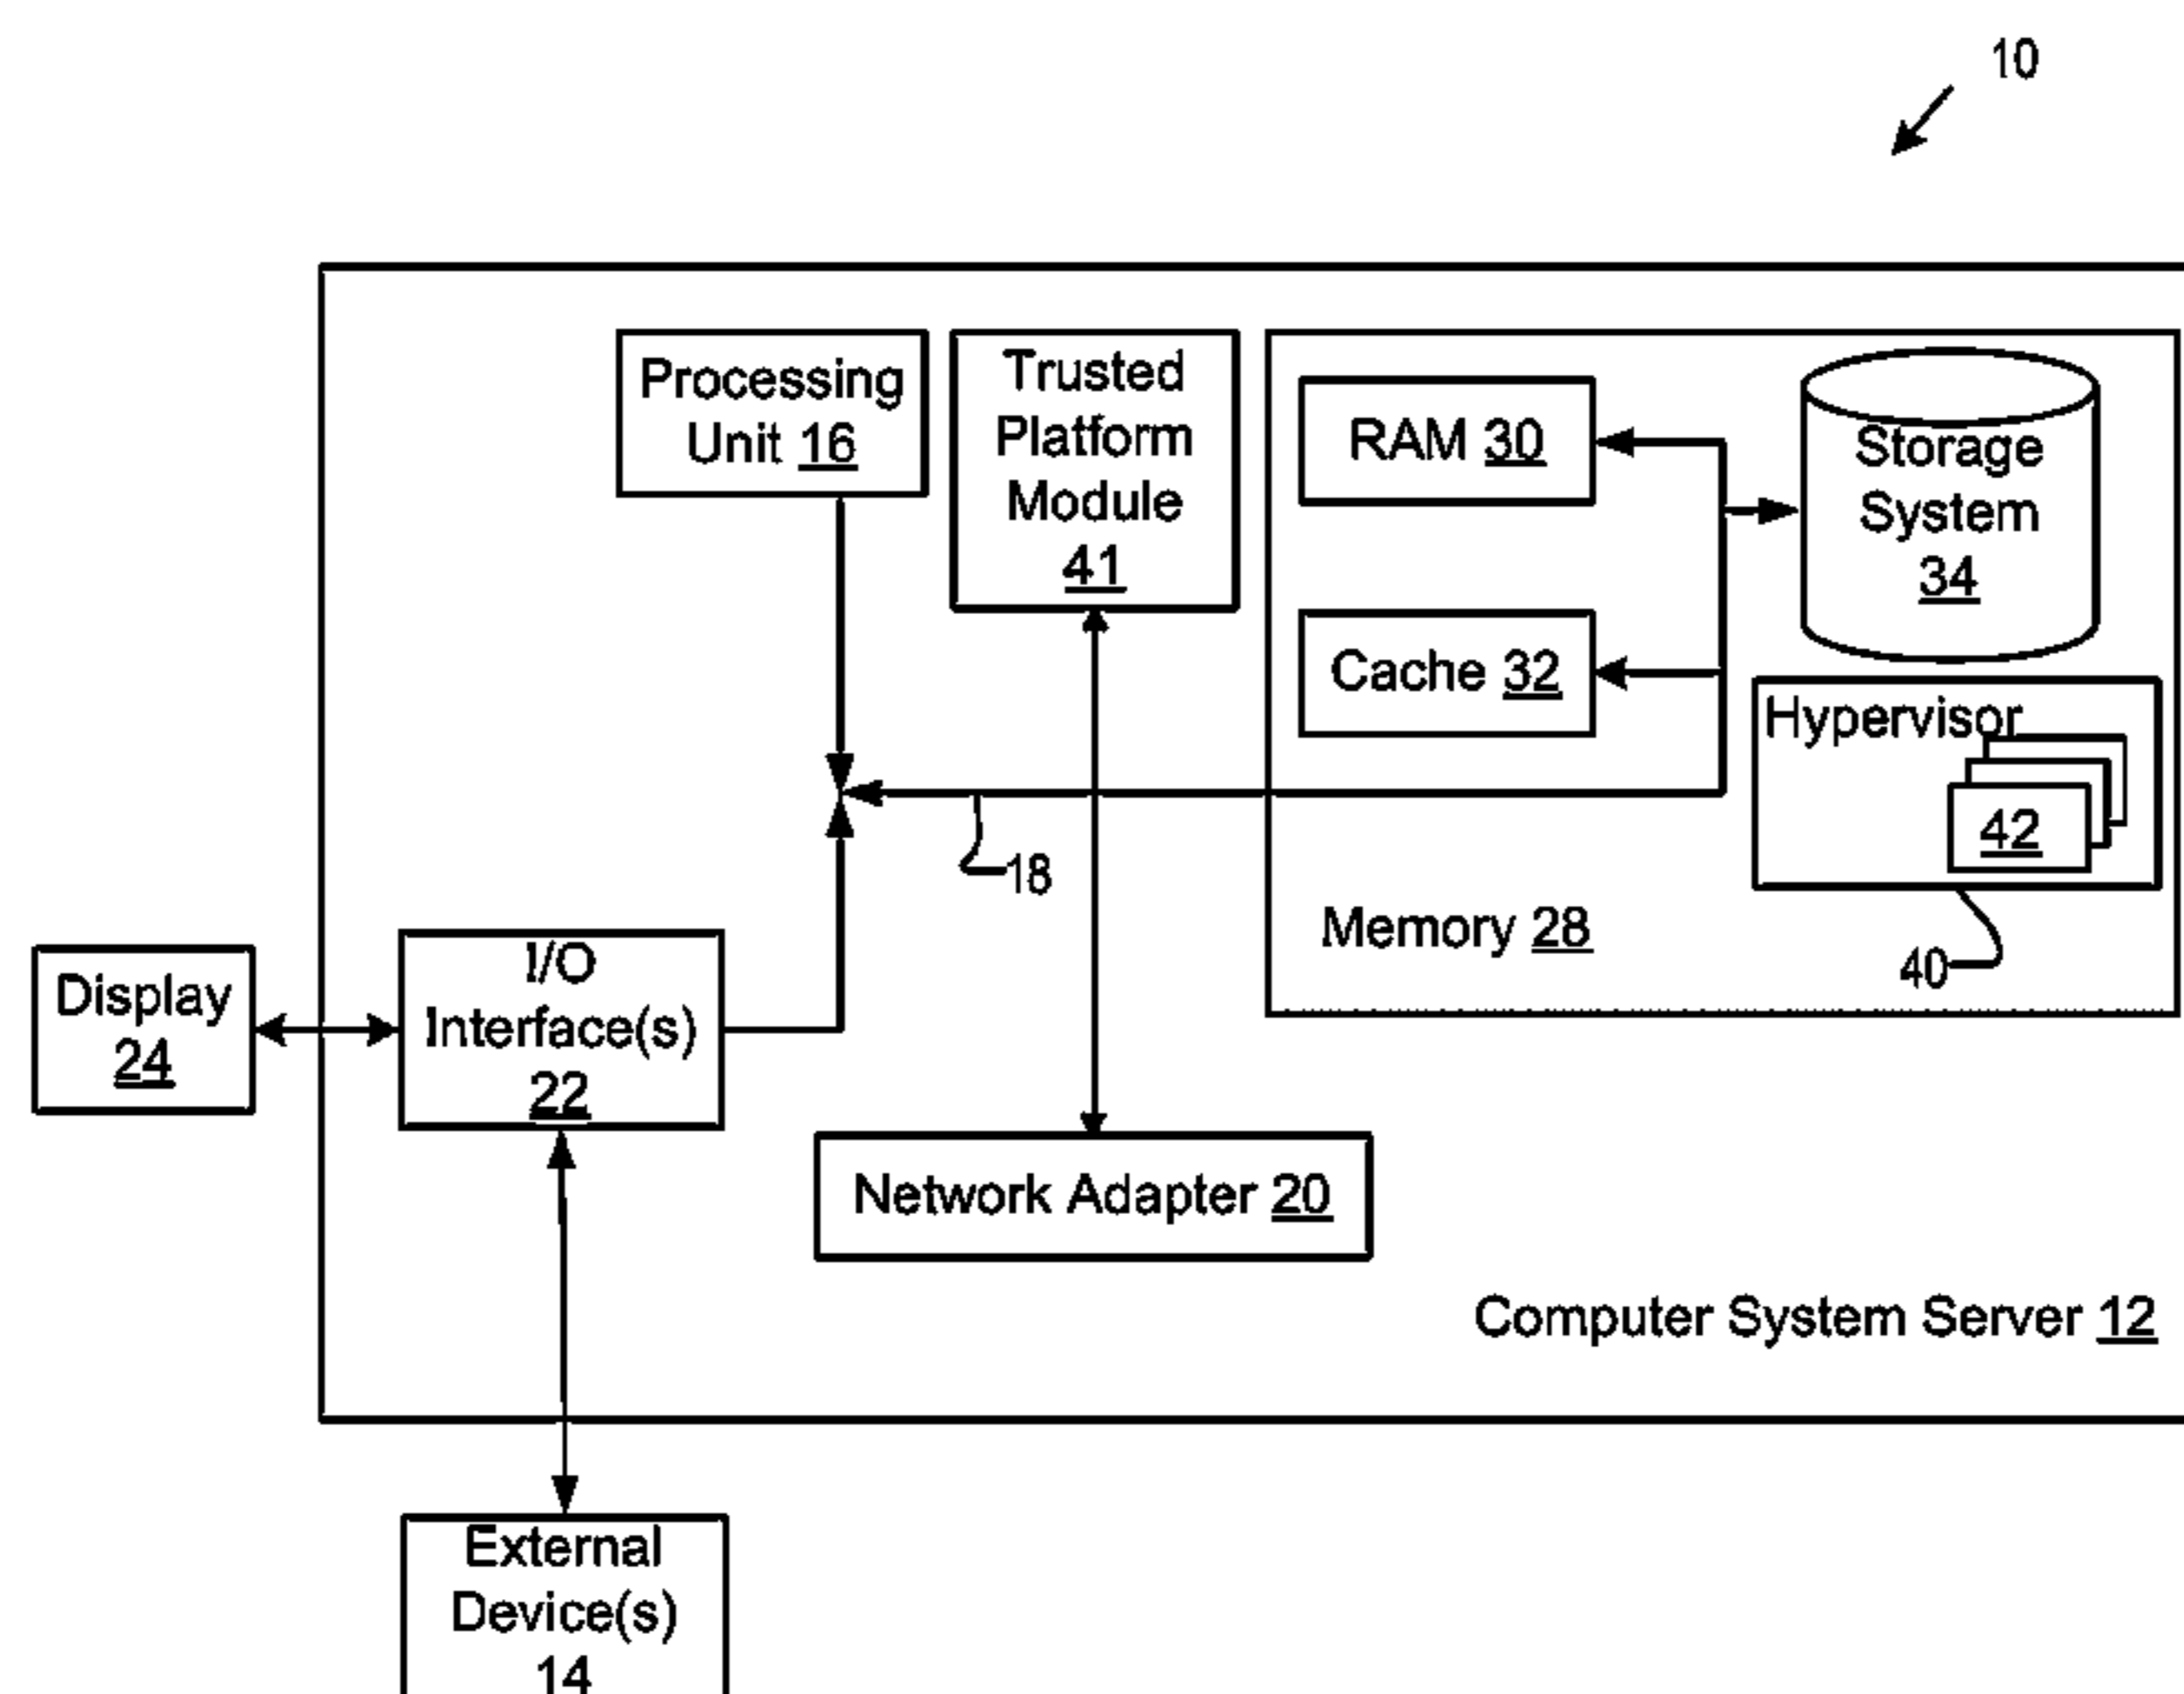 10
Processing
Unit 16
Trusted
Platform
Module
41
RAM 30
Cache 32
Storage
System
34
Hypervisor
42
40
Memory 28
18
Display
24
I/O
Interface(s)
22
Network Adapter 20
Computer System Server 12
External
Device(s)
14